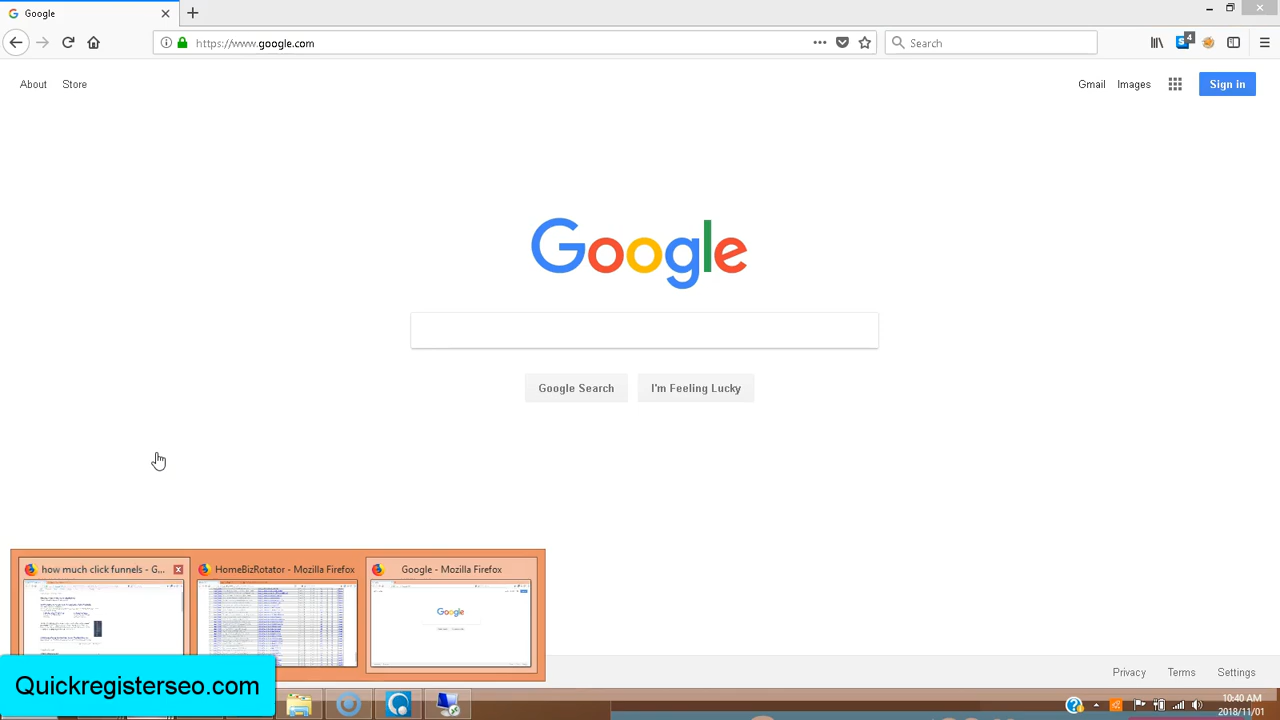 Google
https://www.google.com
Search
4
About
Store
Gmail
Images
Sign in
Google
Google Search
I'm Feeling Lucky
how much click funnels - G...
HomeBizRotator - Mozilla Firefox
Google - Mozilla Firefox
Google
Quickregisterseo.com
Privacy
Terms
Settings
10:40 AM
2018/11/01